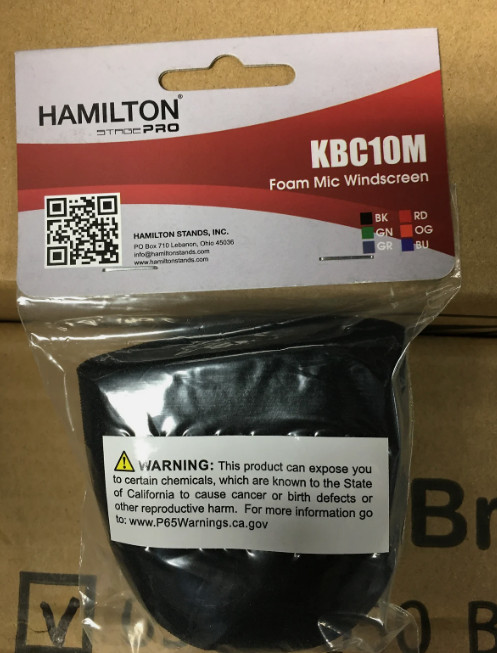 HAMILTON®
STAGE PRO
KBC10M
Foam Mic Windscreen
BK RD
GN OG
GR BU
HAMILTON STANDS, INC.
PO Box 710 Lebanon, Ohio 45036
info@hamiltonstands.com
www.hamiltonstands.com
WARNING: This product can expose you
to certain chemicals, which are known to the State
of California to cause cancer or birth defects or
other reproductive harm. For more information go
to: www.P65Warnings.ca.gov
Br
B